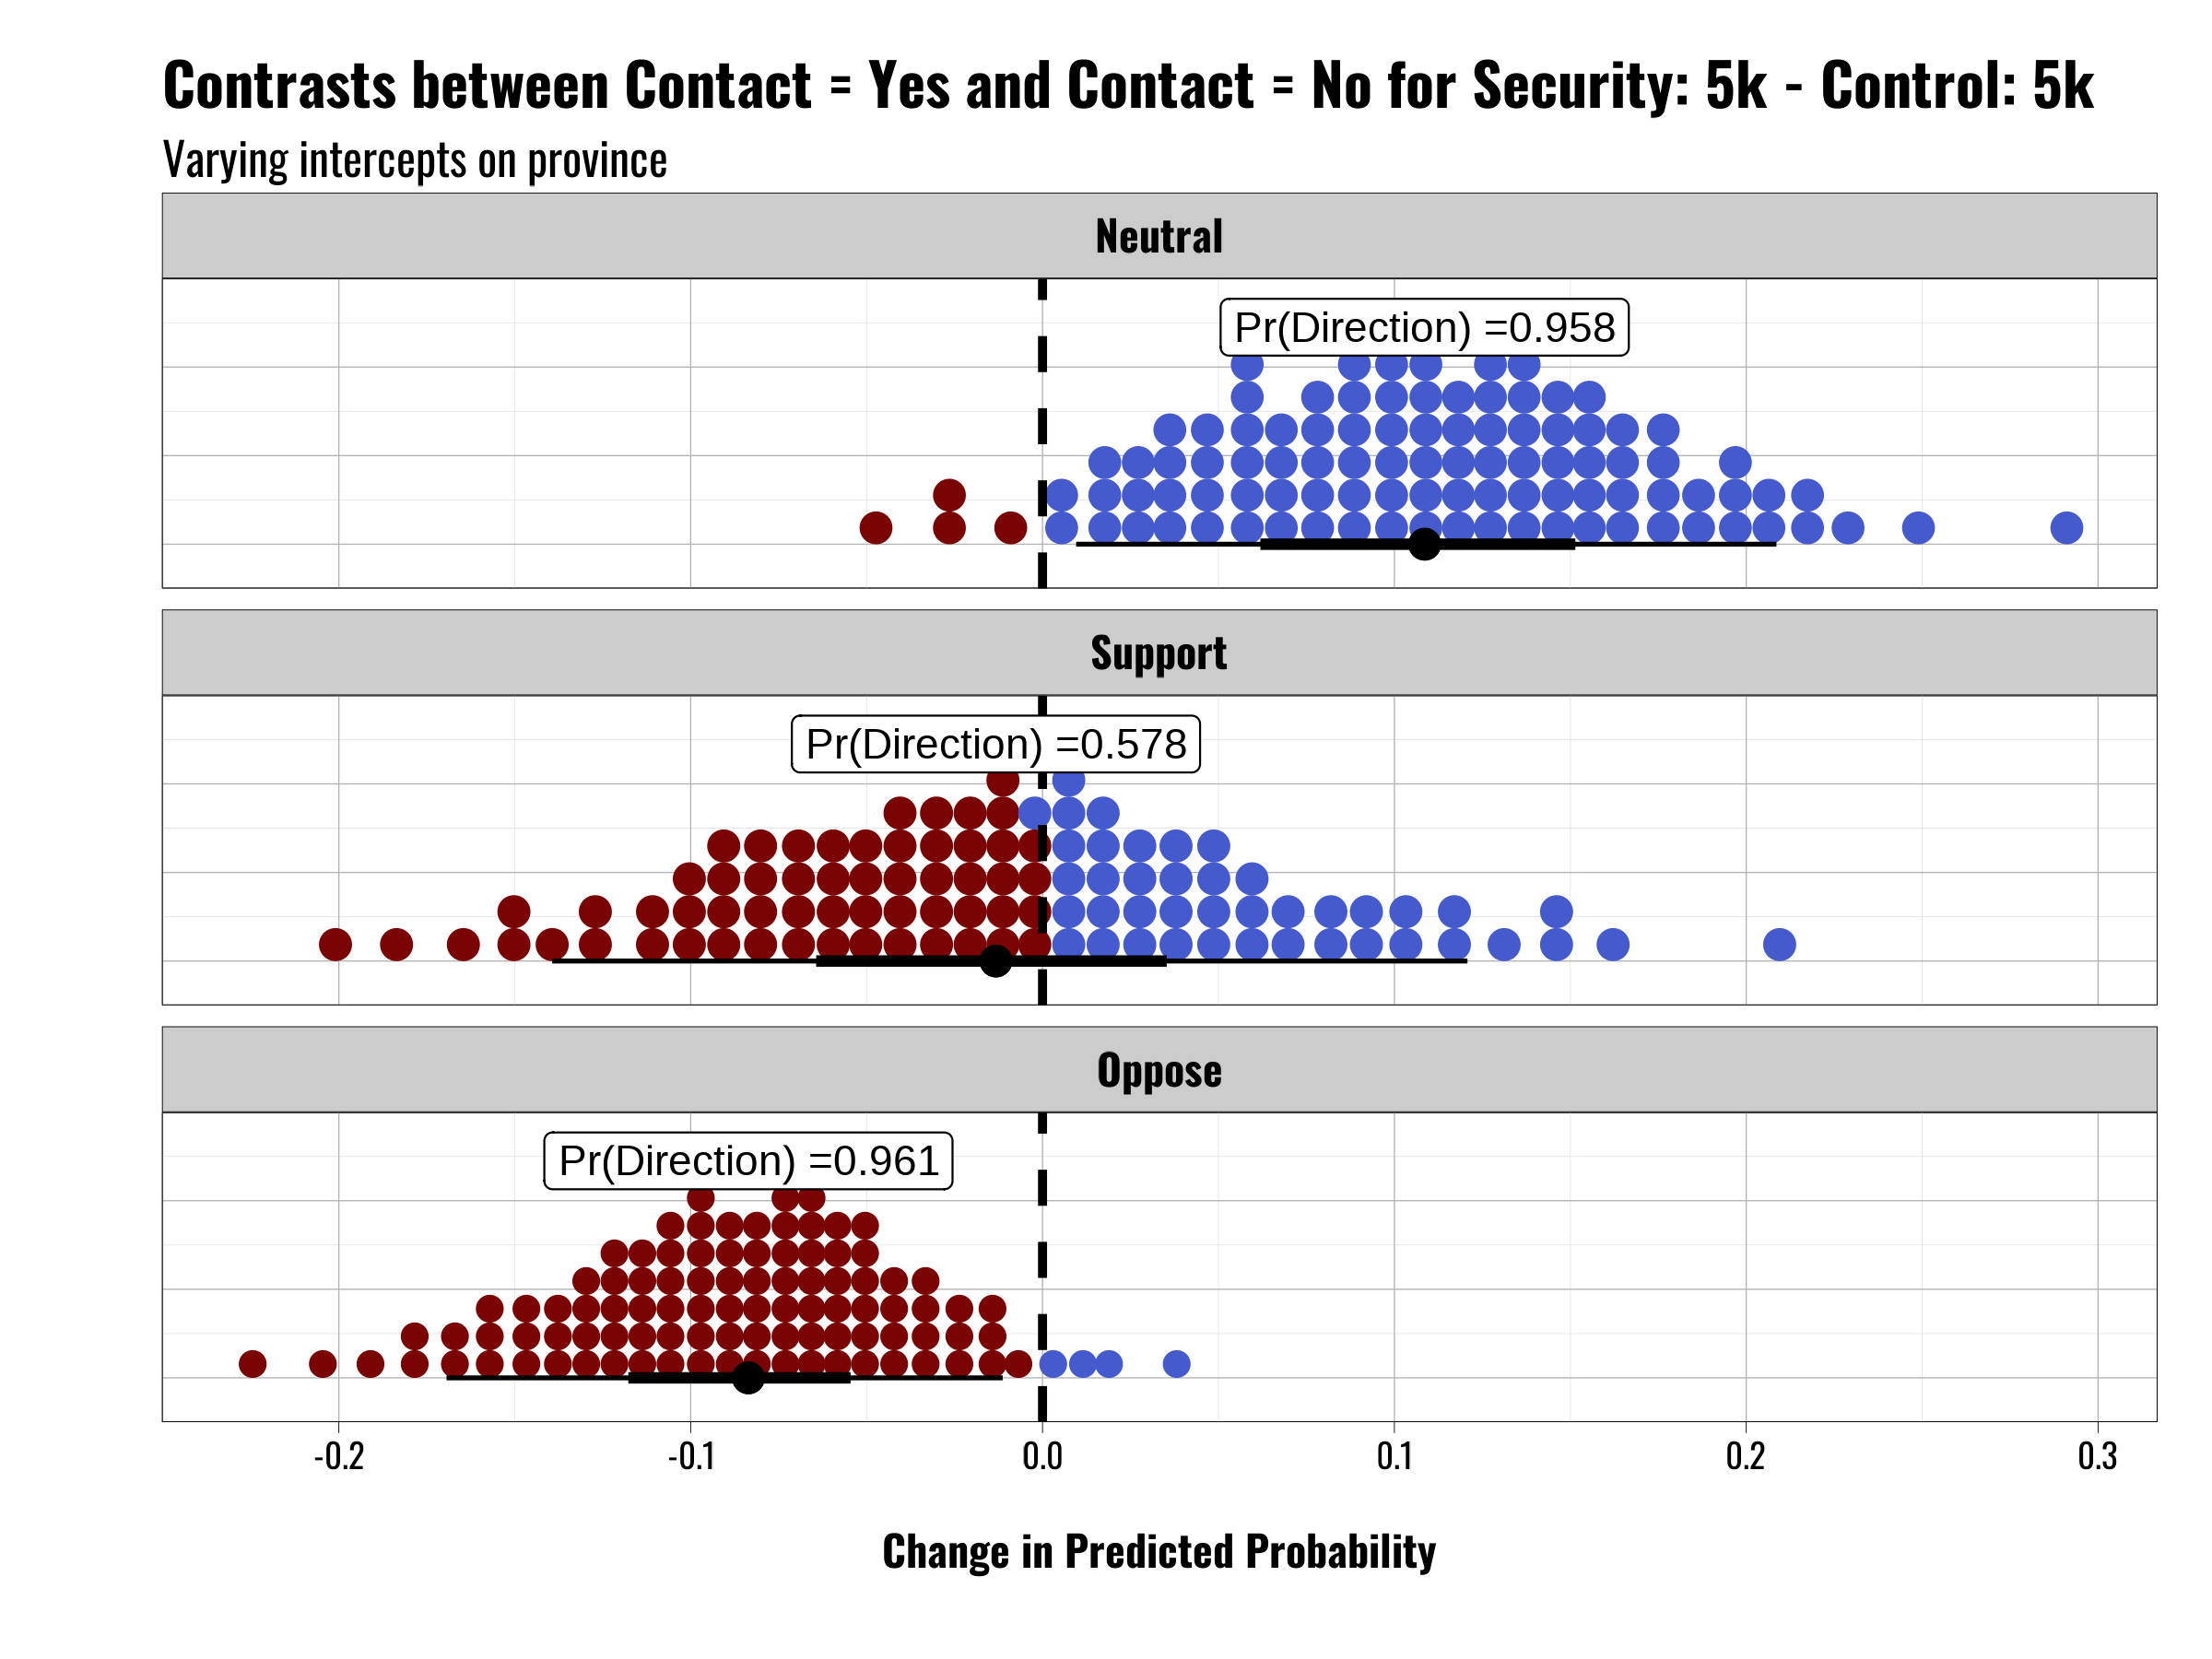 Contrasts between Contact = Yes and Contact = No for Security: 5k - Control: 5k
Varying intercepts on province
Neutral
Pr(Direction) =0.958
Support
Pr(Direction) =0.578
Oppose
Pr(Direction) =0.961
-0.2 -0.1 0.0 0.1 0.2 0.3
Change in Predicted Probability